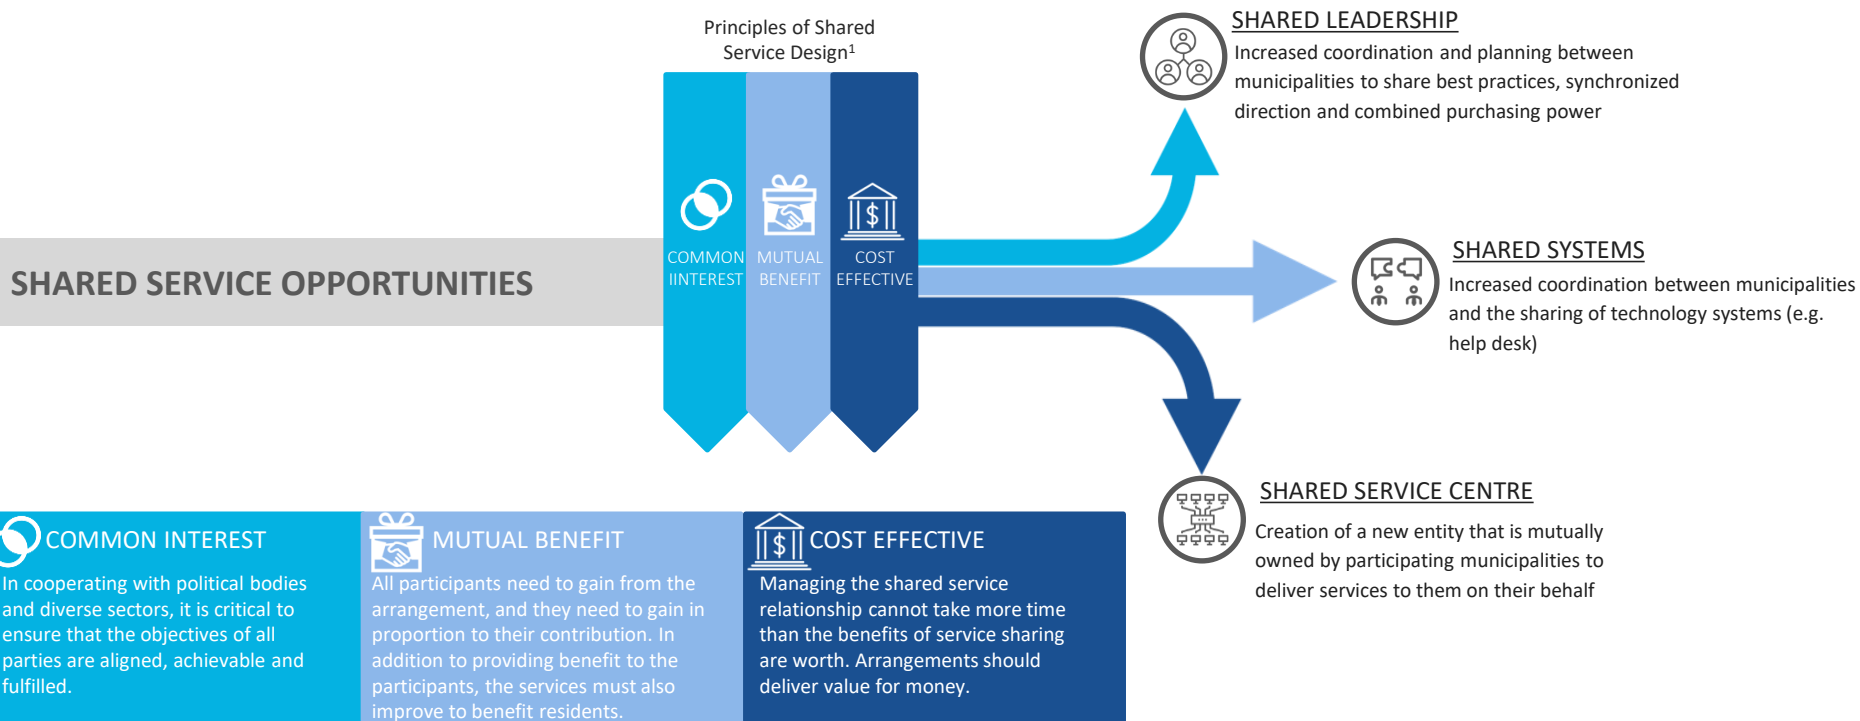 Principles of Shared
Service Design¹
SHARED SERVICE OPPORTUNITIES
COMMON
IINTEREST
MUTUAL
BENEFIT
$
COST
EFFECTIVE
SHARED LEADERSHIP
Increased coordination and planning between
municipalities to share best practices, synchronized
direction and combined purchasing power
SHARED SYSTEMS
Increased coordination between municipalities
and the sharing of technology systems (e.g.
help desk)
SHARED SERVICE CENTRE
Creation of a new entity that is mutually
owned by participating municipalities to
deliver services to them on their behalf
COMMON INTEREST
In cooperating with political bodies
and diverse sectors, it is critical to
ensure that the objectives of all
parties are aligned, achievable and
fulfilled.
MUTUAL BENEFIT
All participants need to gain from the
arrangement, and they need to gain in
proportion to their contribution. In
addition to providing benefit to the
participants, the services must also
improve to benefit residents.
$
COST EFFECTIVE
Managing the shared service
relationship cannot take more time
than the benefits of service sharing
are worth. Arrangements should
deliver value for money.